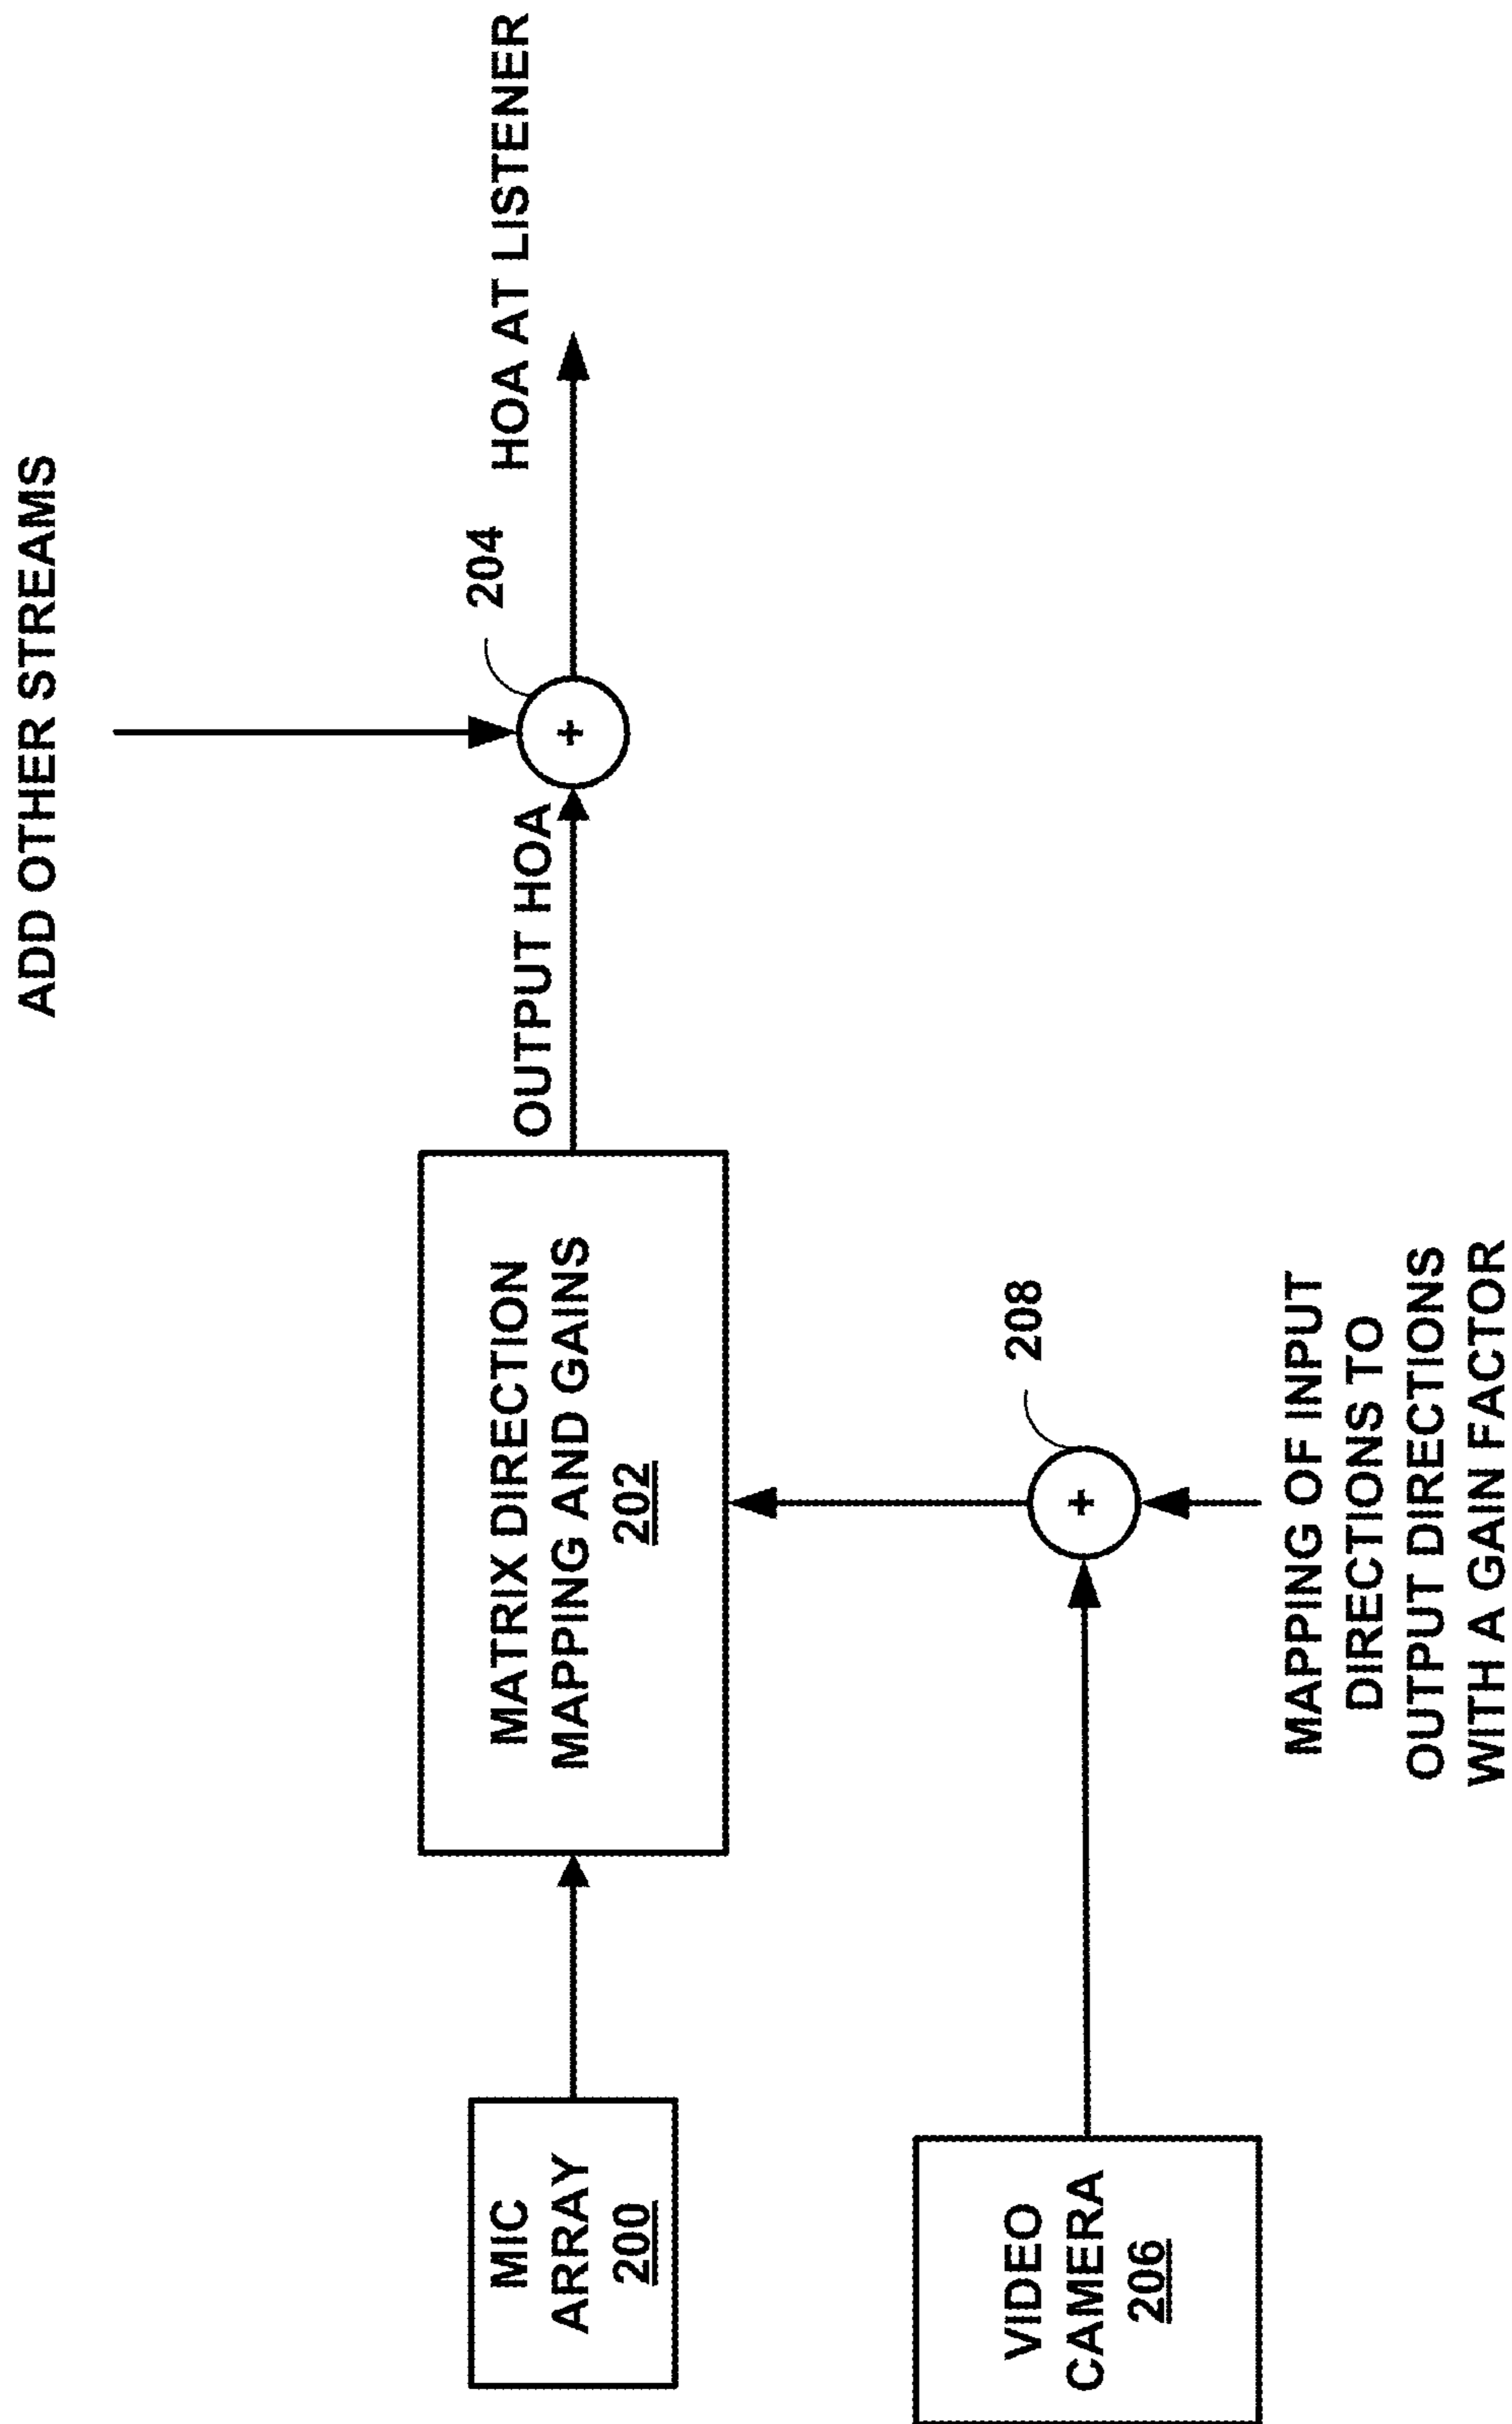 ADD OTHER STREAMS
204
HOA AT LISTENER
OUTPUT HOA
MATRIX DIRECTION
MAPPING AND GAINS
202
MIC
ARRAY
200
208
VIDEO
CAMERA
206
MAPPING OF INPUT
DIRECTIONS TO
OUTPUT DIRECTIONS
WITH A GAIN FACTOR